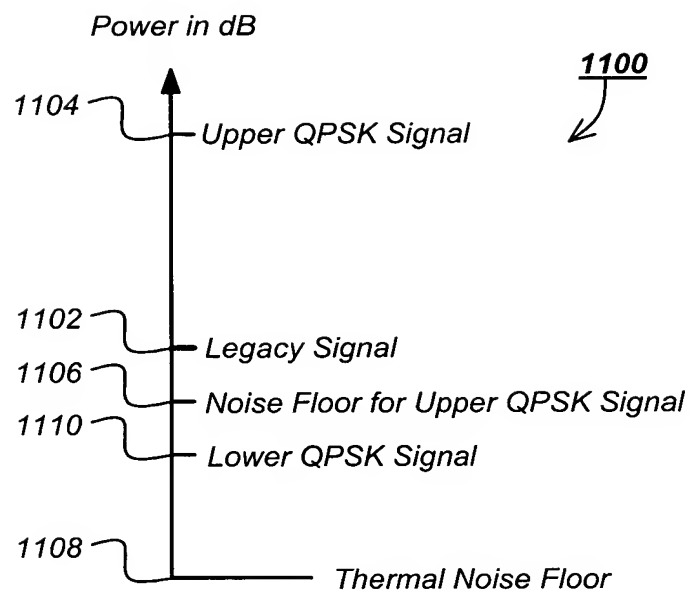 Power in dB
1100
1104
Upper QPSK Signal
1102
Legacy Signal
1106
Noise Floor for Upper QPSK Signal
1110
Lower QPSK Signal
1108
Thermal Noise Floor